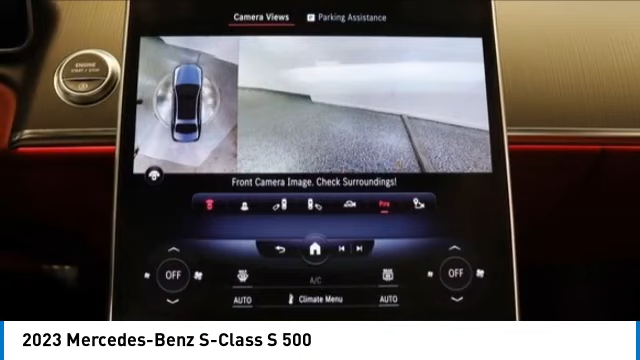 Camera Views P Parking Assistance
ENGINE
START / STOP
Front Camera Image. Check Surroundings!
Pire
OFF A/C OFF
AUTO Climate Menu AUTO
2023 Mercedes-Benz S-Class S 500